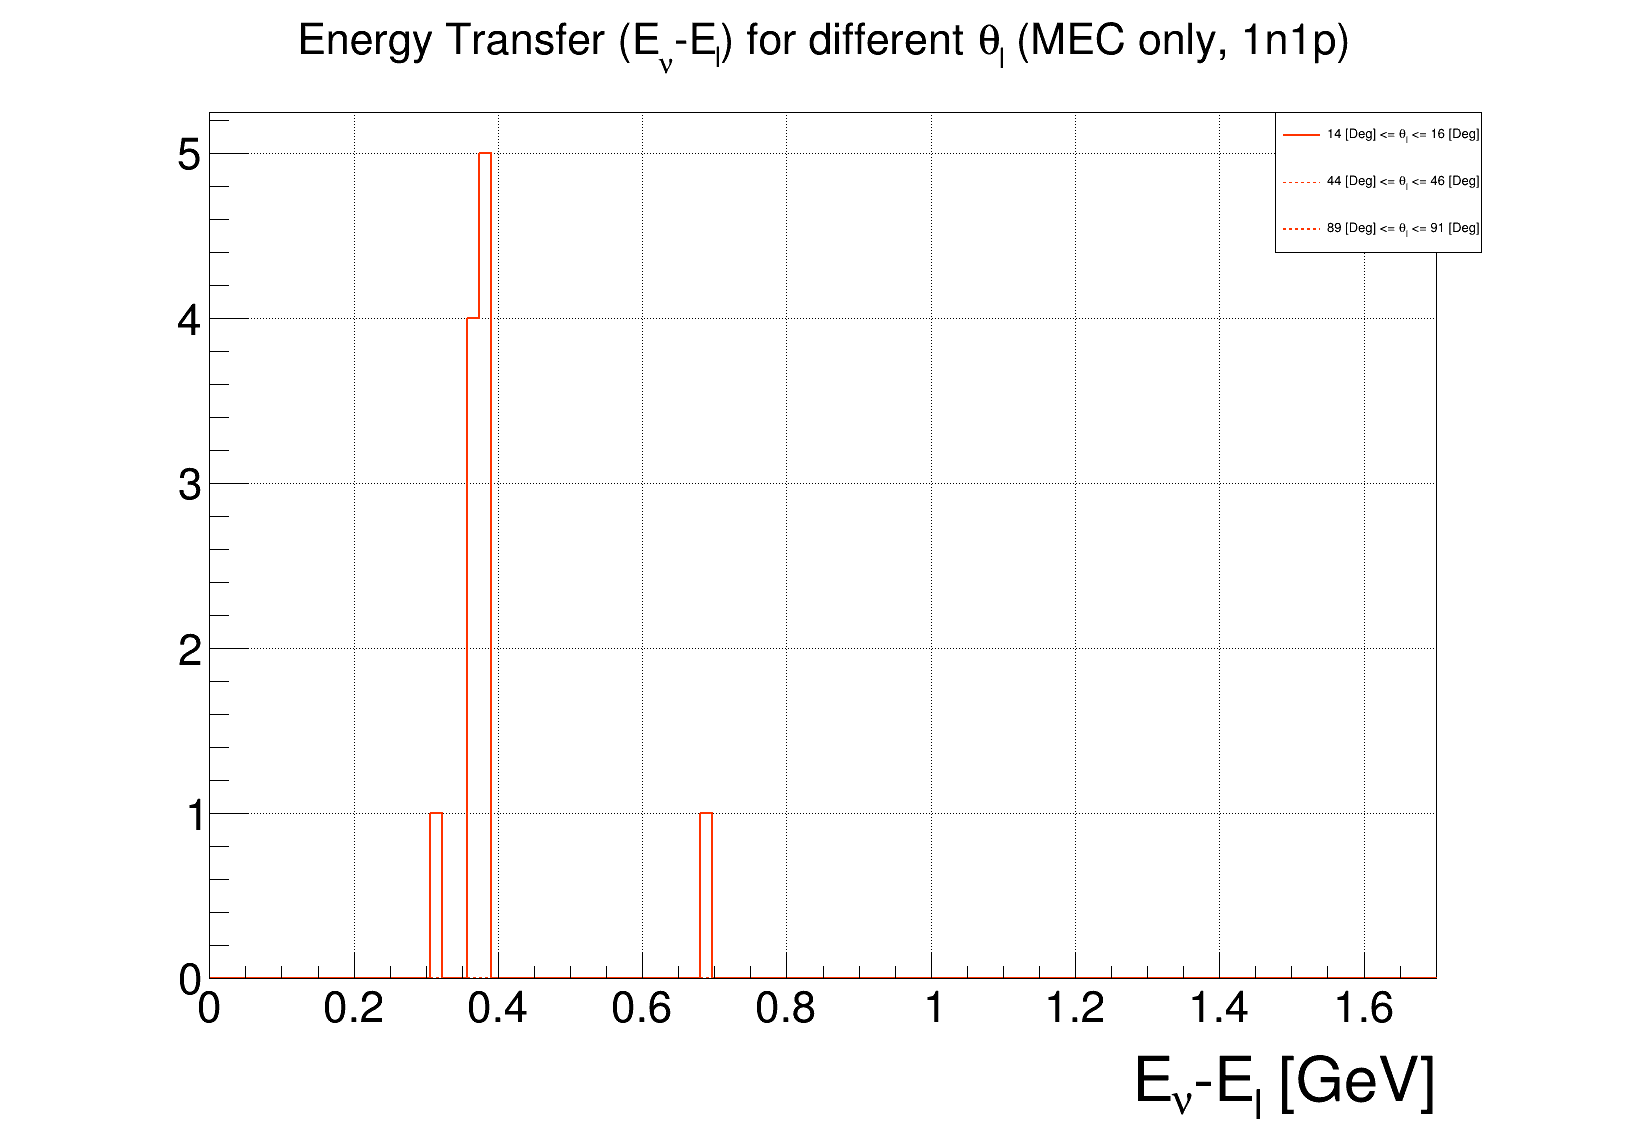 Energy Transfer (Eν-El) for different θl (MEC only, 1n1p)
14 [Deg] <= θl <= 16 [Deg]
44 [Deg] <= θl <= 46 [Deg]
89 [Deg] <= θl <= 91 [Deg]
5
4
3
2
1
0
0 0.2 0.4 0.6 0.8 1 1.2 1.4 1.6
Eν-El [GeV]